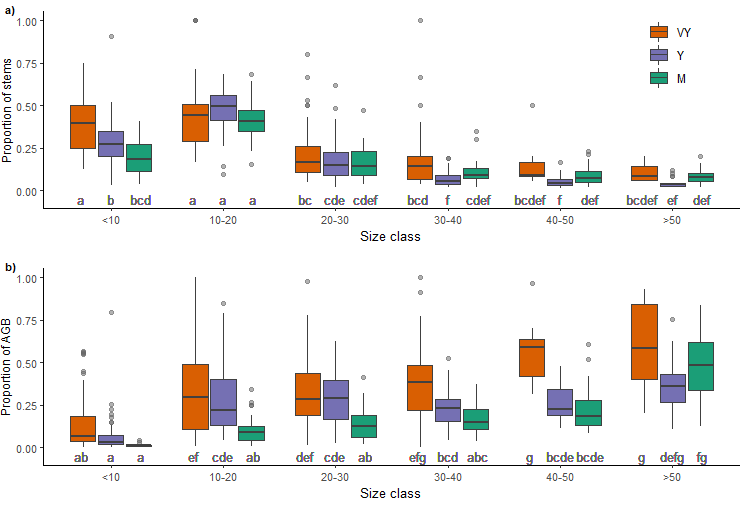 a)
Proportion of stems
1.00
0.75
0.50
0.25
0.00
VY
Y
M
a b bcd a a a bc cde cdef bcd f cdef bcdef f def bcdef ef def
<10 10-20 20-30 30-40 40-50 >50
Size class
b)
Proportion of AGB
1.00
0.75
0.50
0.25
0.00
ab a a ef cde ab def cde ab efg bcd abc g bcde bcde g defg fg
<10 10-20 20-30 30-40 40-50 >50
Size class